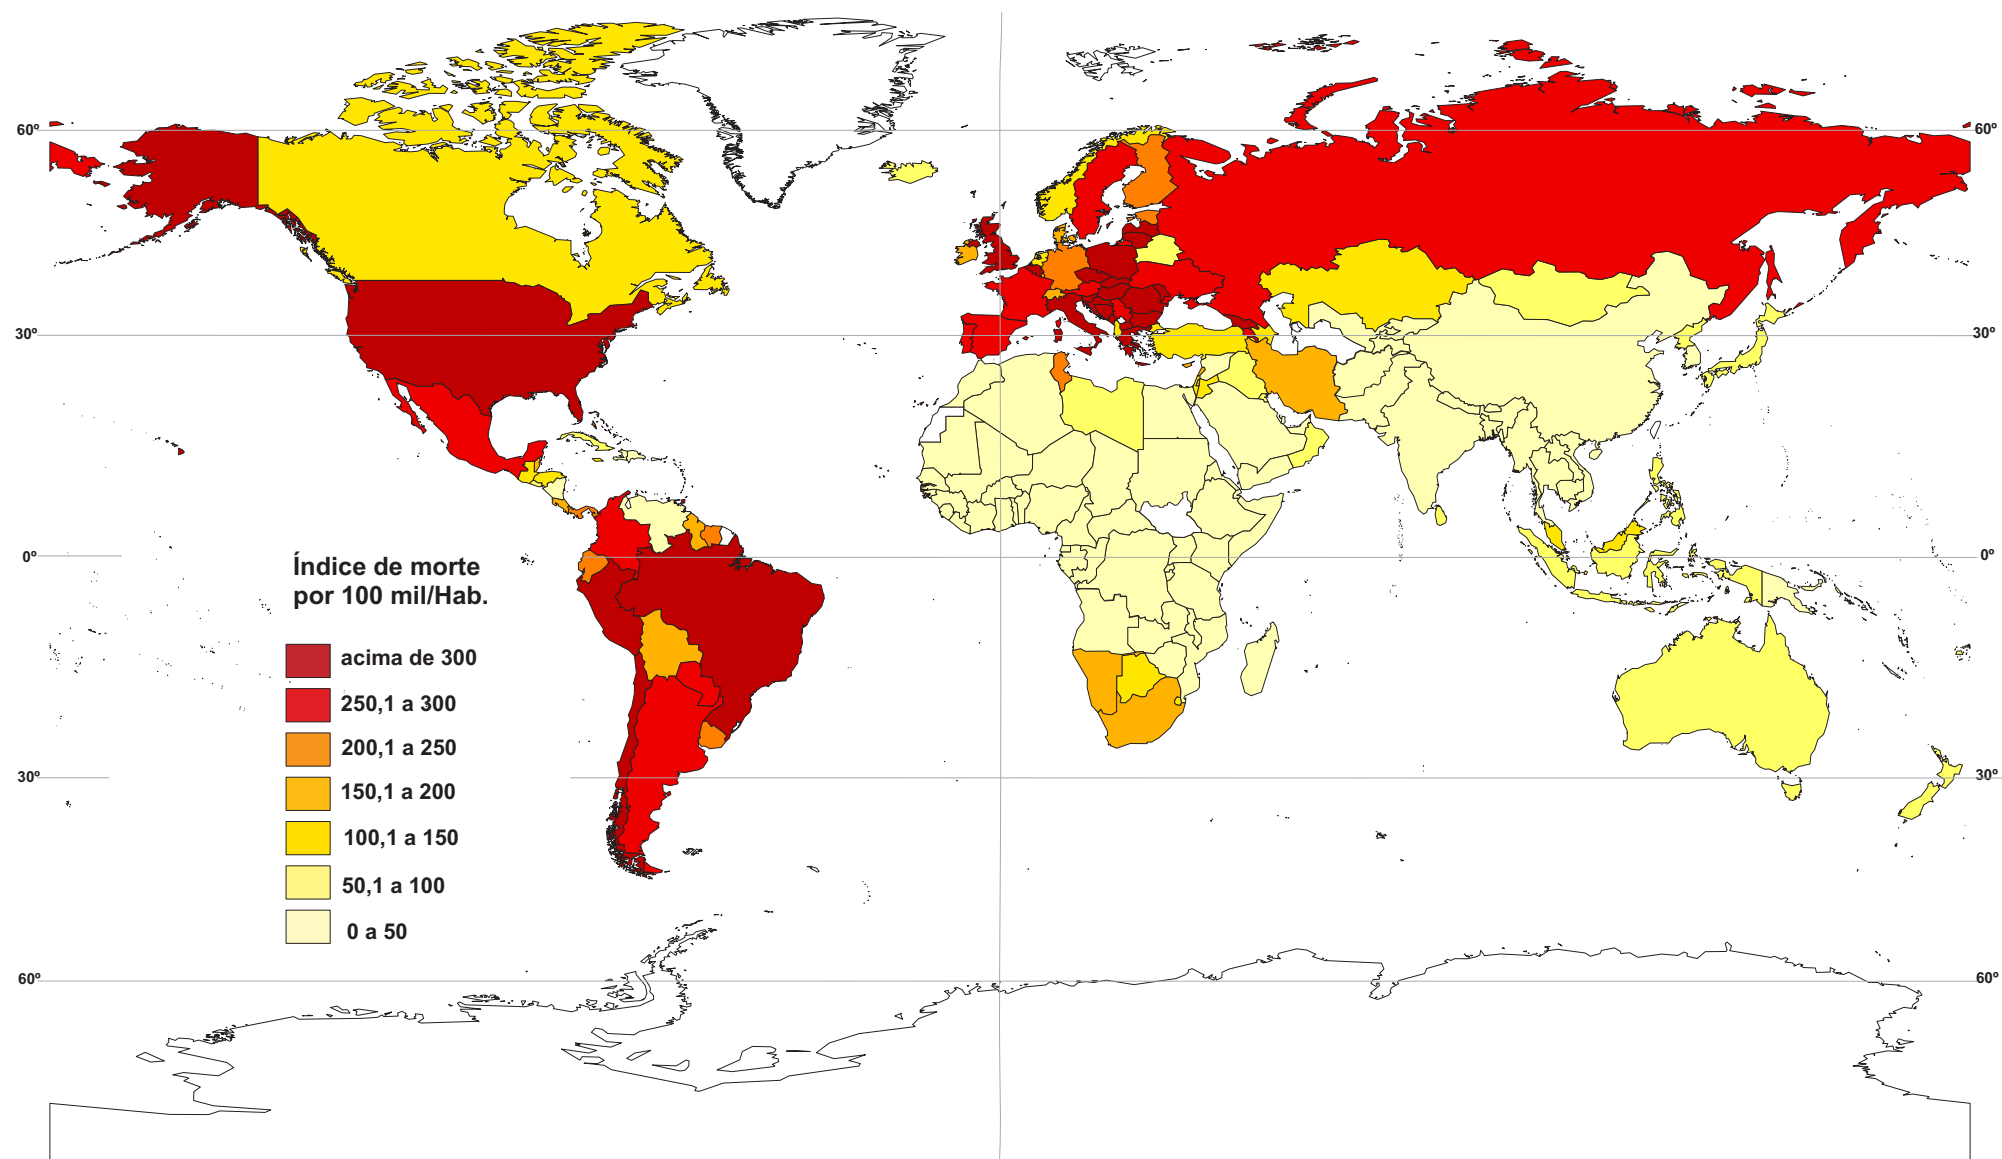 60º
60º
30º
30º
0º
0º
Índice de morte
por 100 mil/Hab.
acima de 300
250,1 a 300
200,1 a 250
150,1 a 200
100,1 a 150
50,1 a 100
0 a 50
30º
30º
60º
60º